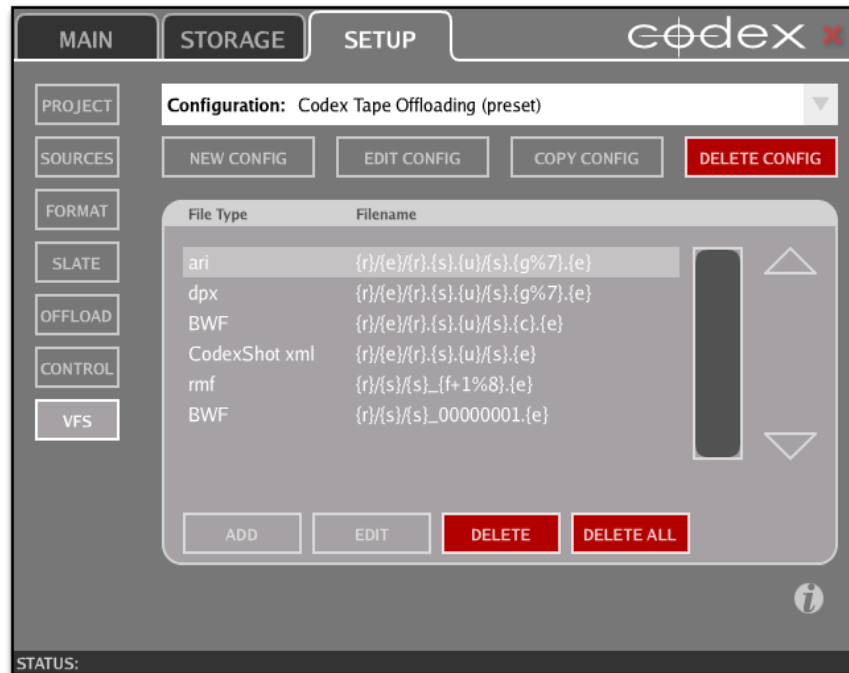 MAIN STORAGE SETUP codex
PROJECT
Configuration: Codex Tape Offloading (preset)
SOURCES
NEW CONFIG EDIT CONFIG COPY CONFIG DELETE CONFIG
FORMAT
File Type Filename
SLATE
ari {r}/{e}/{r}.{s}.{u}/{s}.{g%7}.{e}
dpx {r}/{e}/{r}.{s}.{u}/{s}.{g%7}.{e}
OFFLOAD
BWF {r}/{e}/{r}.{s}.{u}/{s}.{c}.{e}
CodexShot xml {r}/{e}/{r}.{s}.{u}/{s}.{e}
CONTROL
rmf {r}/{s}/{s}_{f+1%8}.{e}
BWF {r}/{s}/{s}_00000001.{e}
VFS
ADD EDIT DELETE DELETE ALL
i
STATUS: